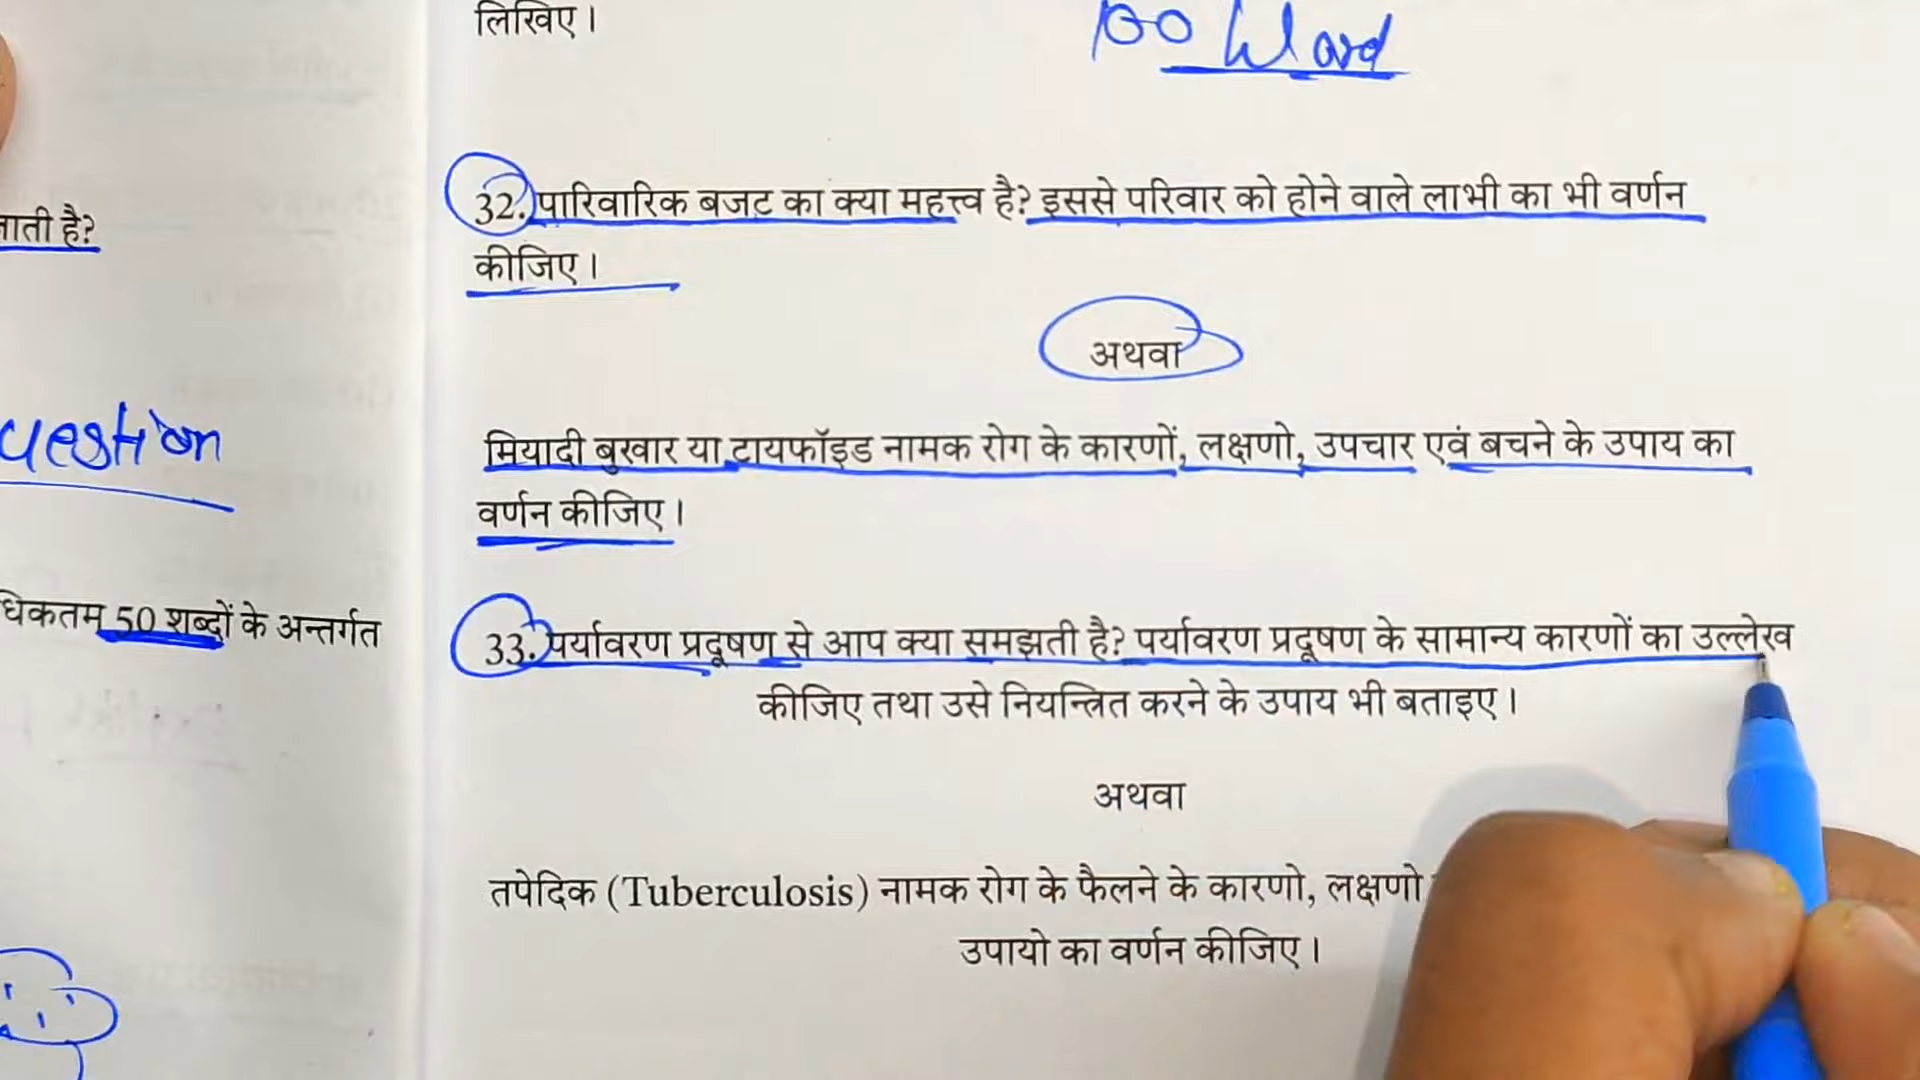 लिखिए।
100 Word
32. पारिवारिक बजट का क्या महत्त्व है? इससे परिवार को होने वाले लाभी का भी वर्णन
कीजिए।
अथवा
मियादी बुखार या टायफॉइड नामक रोग के कारणों, लक्षणो, उपचार एवं बचने के उपाय का
वर्णन कीजिए।
33. पर्यावरण प्रदूषण से आप क्या समझती है? पर्यावरण प्रदूषण के सामान्य कारणों का उल्लेख
कीजिए तथा उसे नियन्त्रित करने के उपाय भी बताइए।
अथवा
तपेदिक (Tuberculosis) नामक रोग के फैलने के कारणो, लक्षणो
उपायो का वर्णन कीजिए।
है?
uestion
50 शब्दों के अन्तर्गत